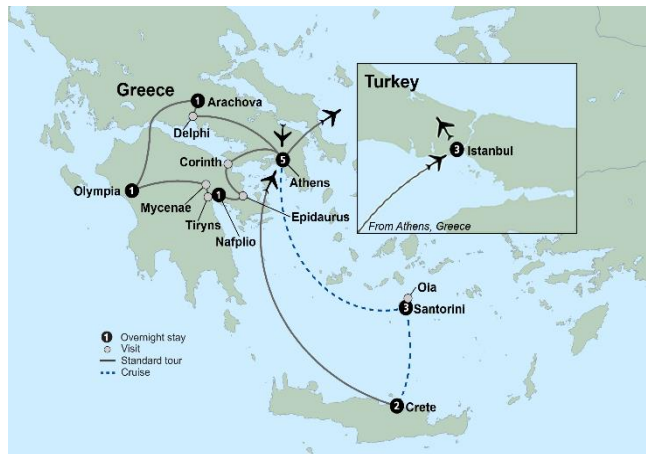 Greece
1 Arachova
Delphi
Corinth
5
Athens
Olympia 1
Mycenae
Tiryns
1
Nafplio
Epidaurus
Oia
3 Santorini
2 Crete
1 Overnight stay
Visit
Standard tour
Cruise
Turkey
3 Istanbul
From Athens, Greece